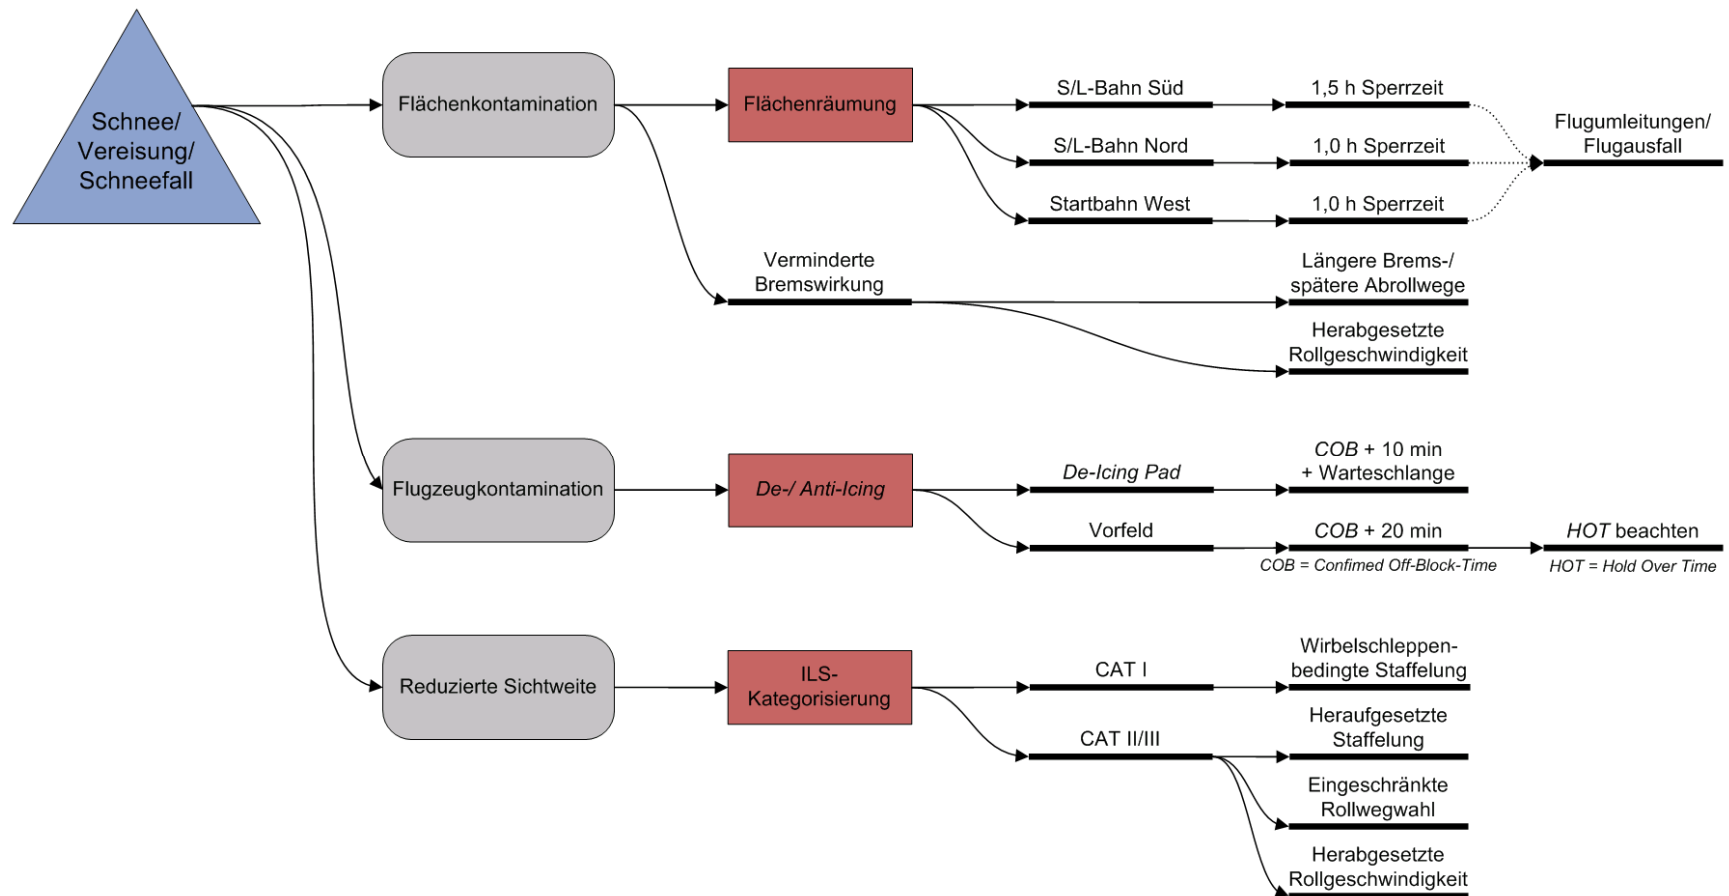 Schnee/
Vereisung/
Schneefall
Flächenkontamination
Flächenräumung
S/L-Bahn Süd
1,5 h Sperrzeit
S/L-Bahn Nord
1,0 h Sperrzeit
Startbahn West
1,0 h Sperrzeit
Flugumleitungen/
Flugausfall
Verminderte
Bremswirkung
Längere Brems-/
spätere Abrollwege
Herabgesetzte
Rollgeschwindigkeit
Flugzeugkontamination
De-/ Anti-Icing
De-Icing Pad
COB + 10 min
+ Warteschlange
Vorfeld
COB + 20 min
COB = Confimed Off-Block-Time
HOT beachten
HOT = Hold Over Time
Reduzierte Sichtweite
ILS-
Kategorisierung
CAT I
Wirbelschleppen-
bedingte Staffelung
CAT II/III
Heraufgesetzte
Staffelung
Eingeschränkte
Rollwegwahl
Herabgesetzte
Rollgeschwindigkeit